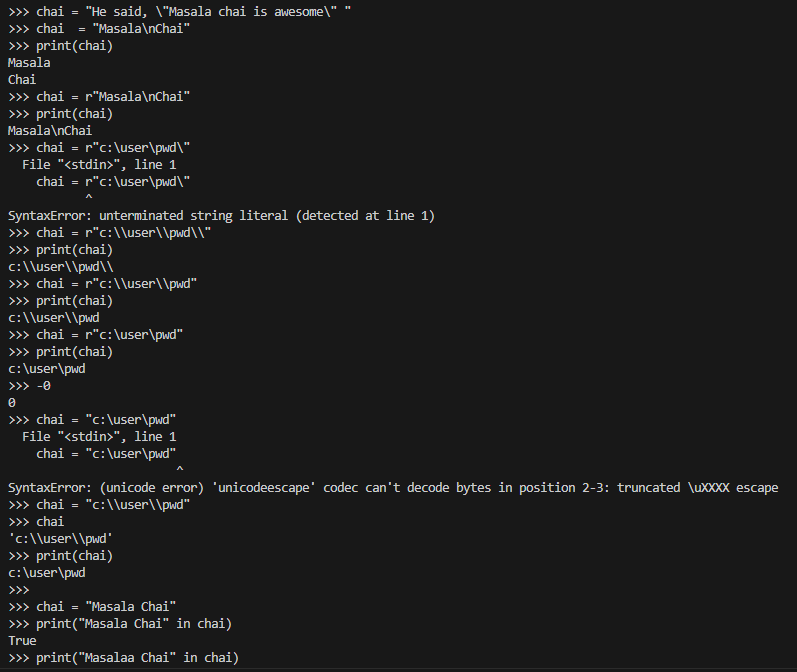 >>> chai = "He said, \"Masala chai is awesome\" "
>>> chai  = "Masala\nChai"
>>> print(chai)
Masala
Chai
>>> chai = r"Masala\nChai"
>>> print(chai)
Masala\nChai
>>> chai = r"c:\user\pwd\"
  File "<stdin>", line 1
    chai = r"c:\user\pwd\"
           ^
SyntaxError: unterminated string literal (detected at line 1)
>>> chai = r"c:\\user\\pwd\\"
>>> print(chai)
c:\\user\\pwd\\
>>> chai = r"c:\\user\\pwd"
>>> print(chai)
c:\\user\\pwd
>>> chai = r"c:\user\pwd"
>>> print(chai)
c:\user\pwd
>>> -0
0
>>> chai = "c:\user\pwd"
  File "<stdin>", line 1
    chai = "c:\user\pwd"
                        ^
SyntaxError: (unicode error) 'unicodeescape' codec can't decode bytes in position 2-3: truncated \uXXXX escape
>>> chai = "c:\\user\\pwd"
>>> chai
'c:\\user\\pwd'
>>> print(chai)
c:\user\pwd
>>>
>>> chai = "Masala Chai"
>>> print("Masala Chai" in chai)
True
>>> print("Masalaa Chai" in chai)